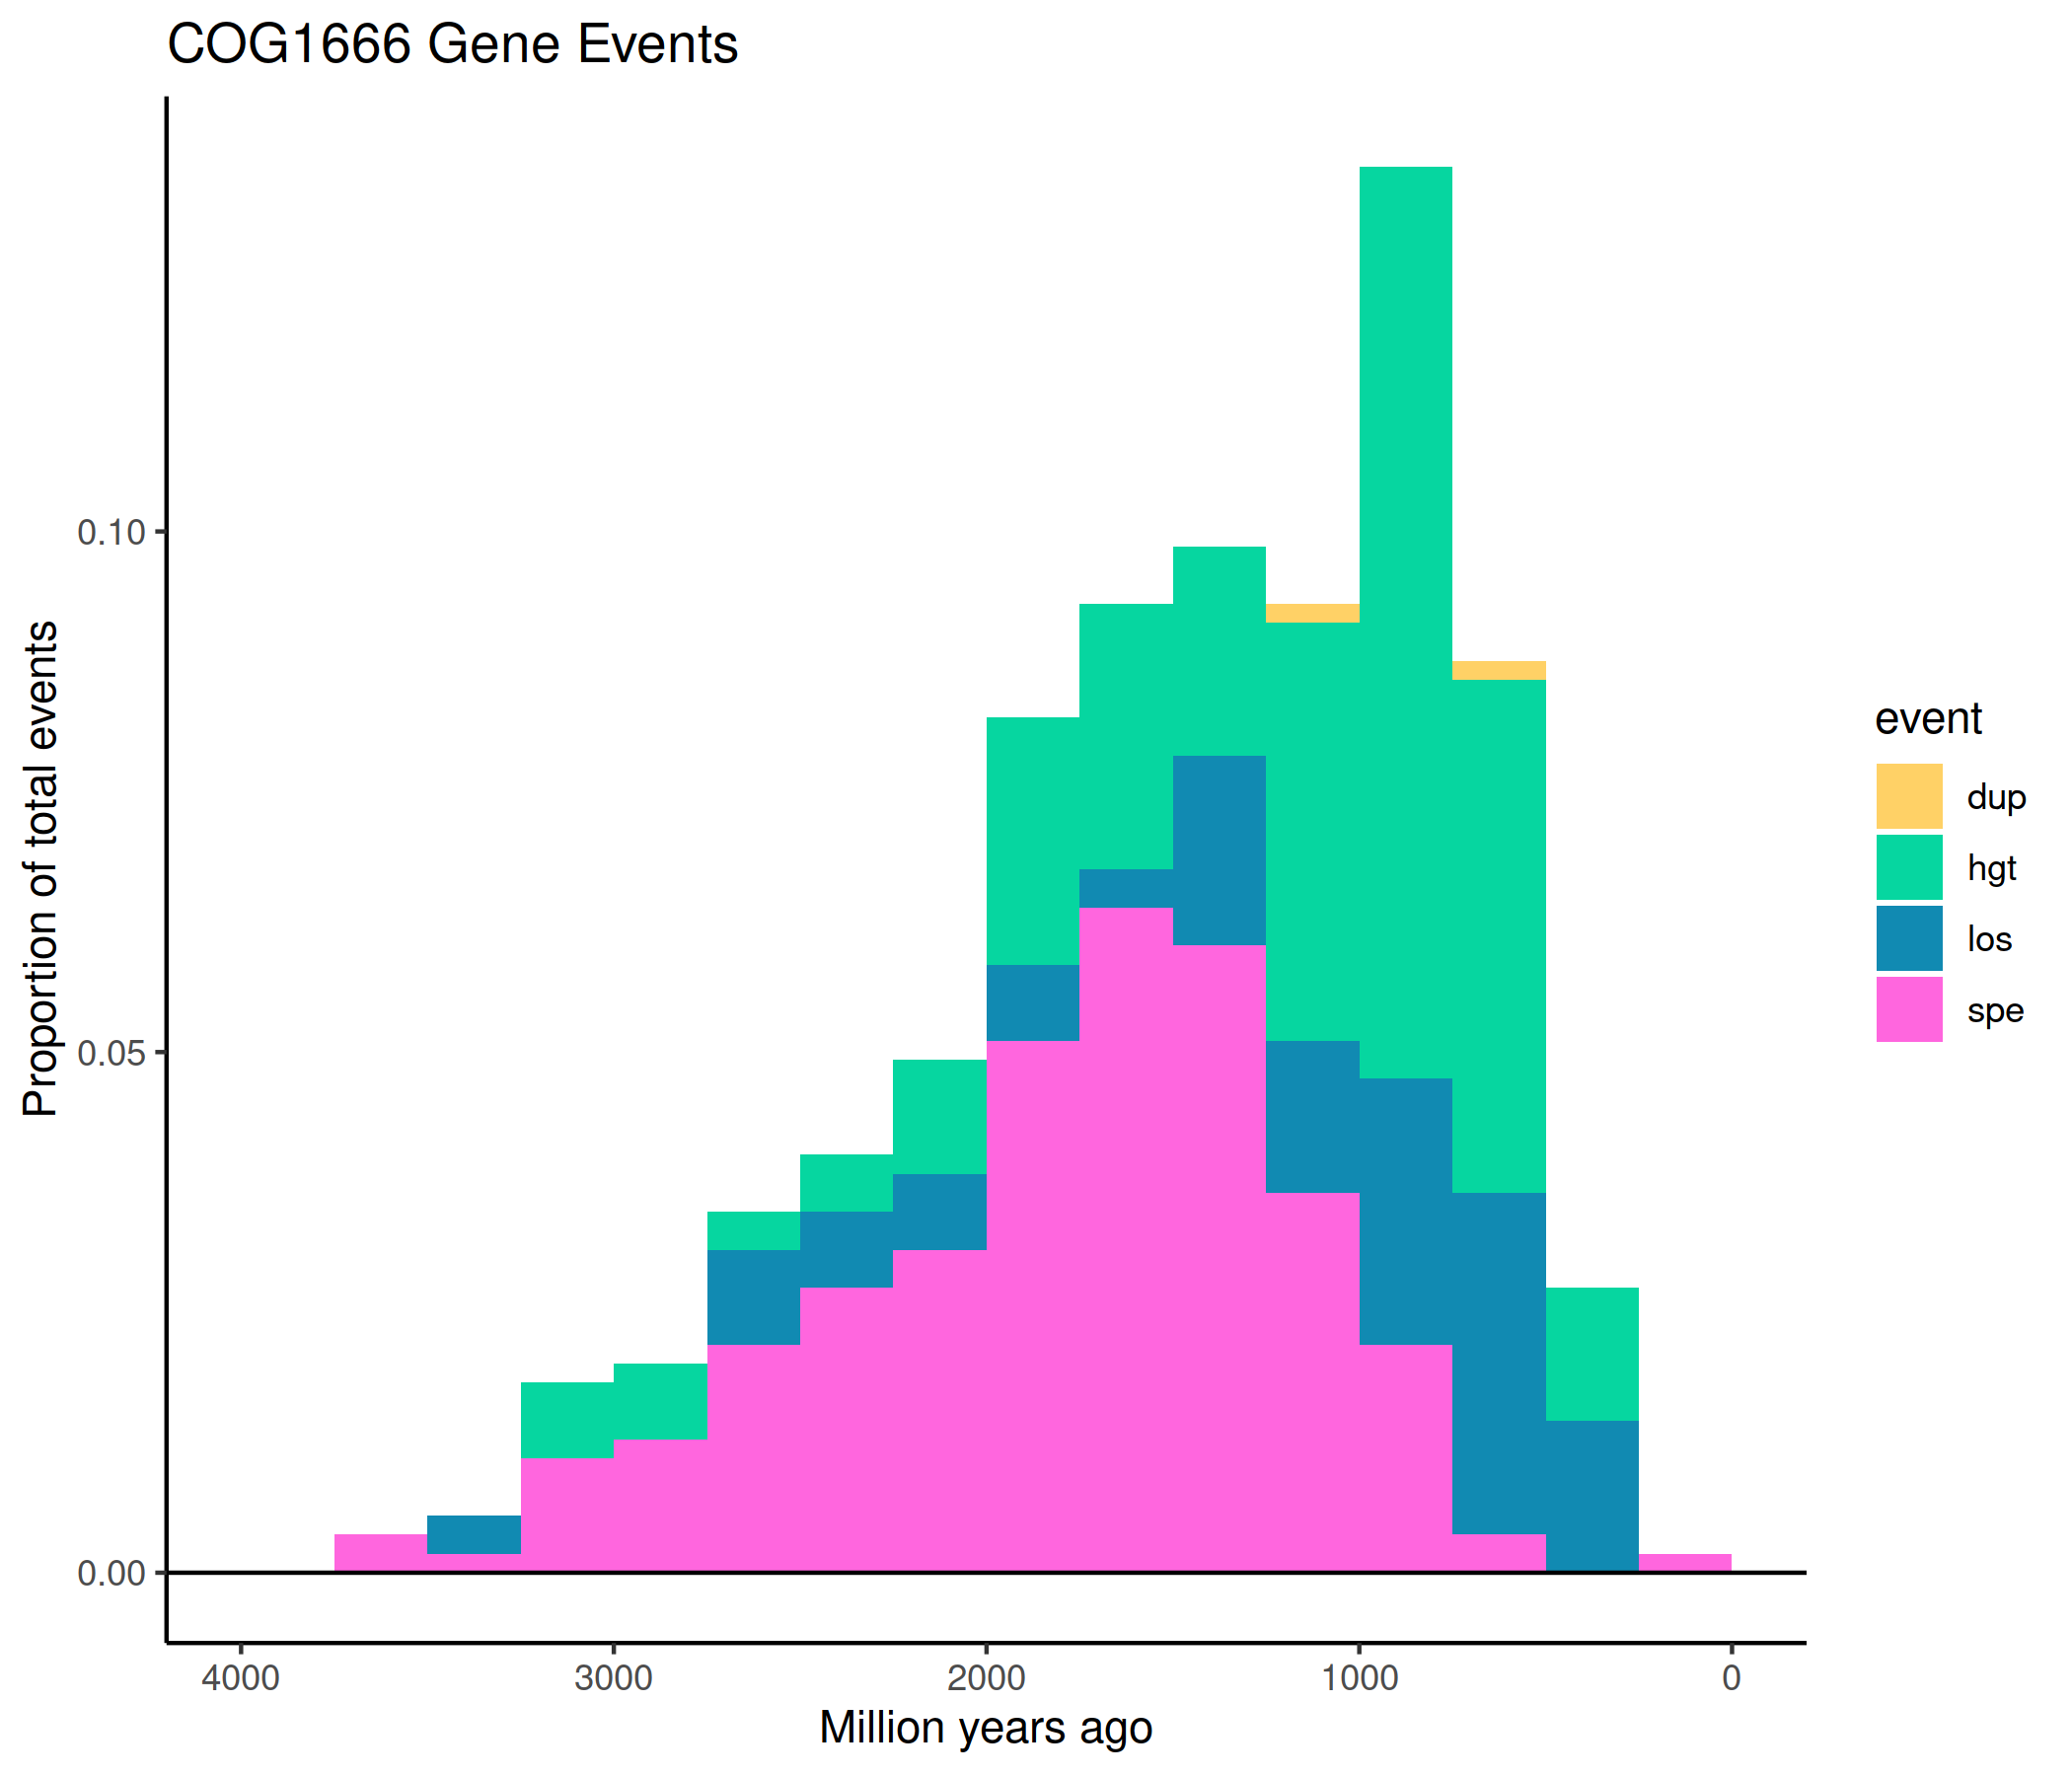 COG1666 Gene Events
Proportion of total events
0.10
0.05
0.00
4000 3000 2000 1000 0
Million years ago
event
dup
hgt
los
spe